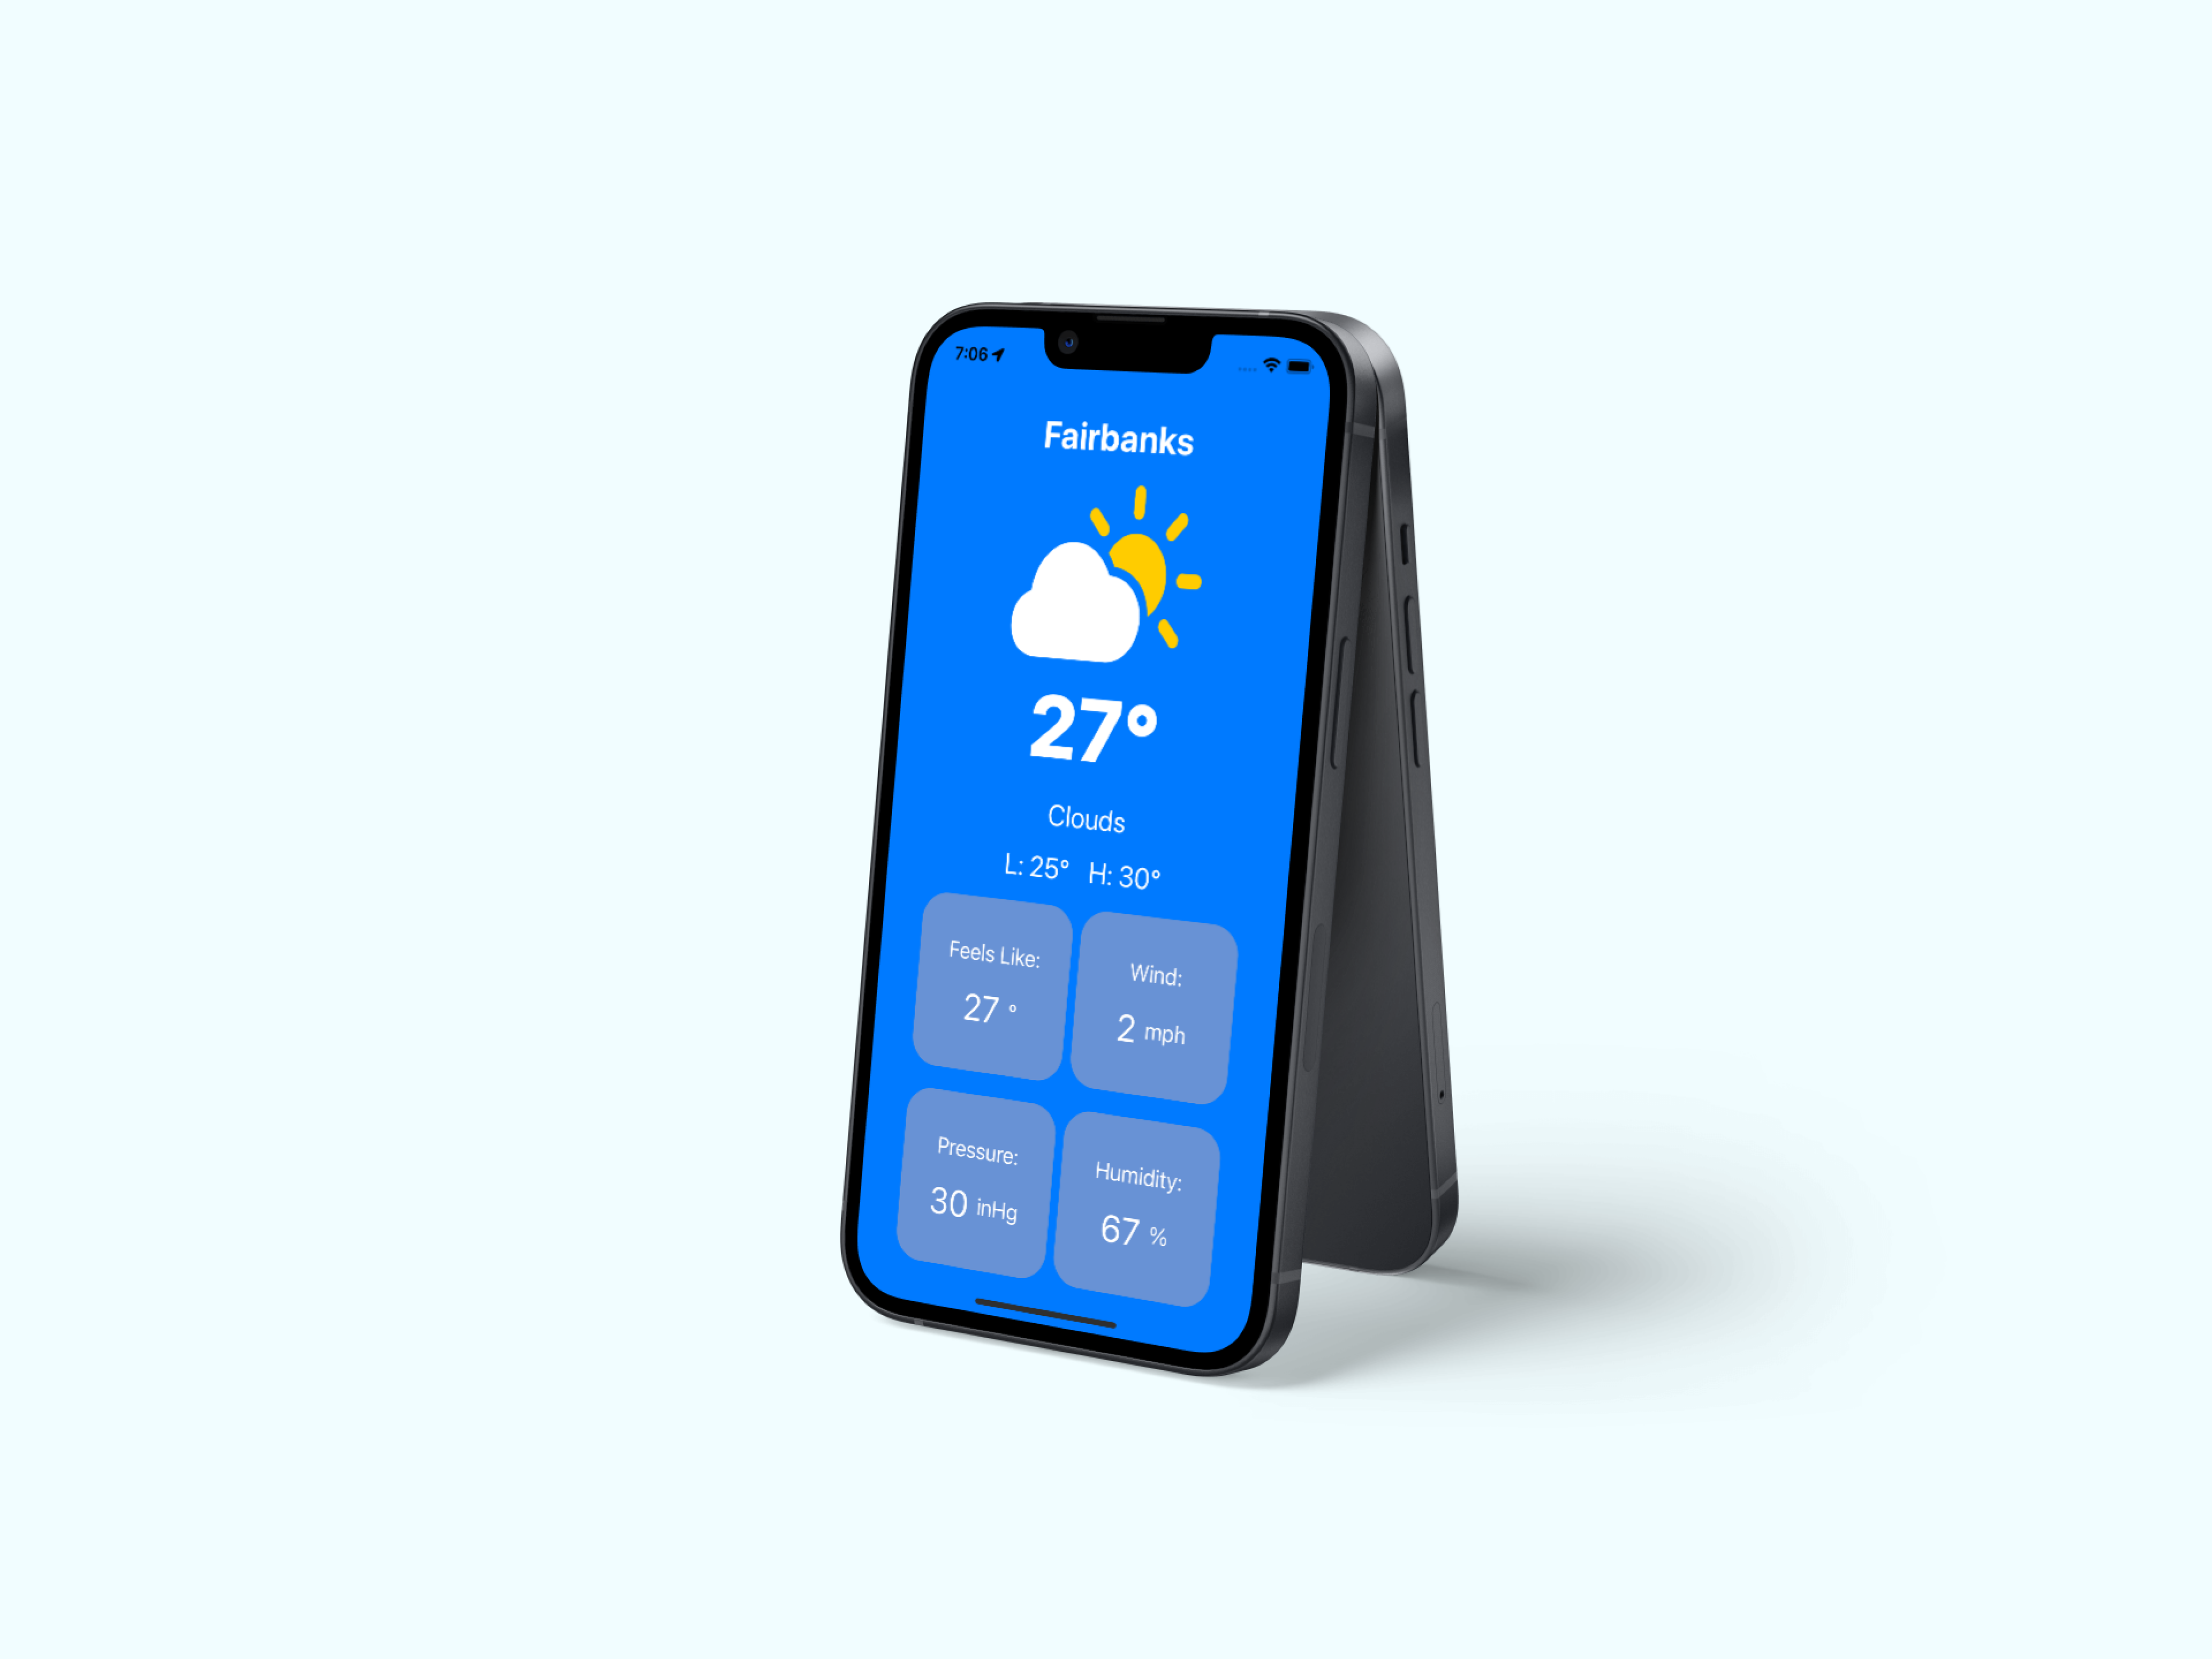 7:06
Fairbanks
27°
Clouds
L: 25° H: 30°
Feels Like:
27 °
Wind:
2 mph
Pressure:
30 inHg
Humidity:
67 %